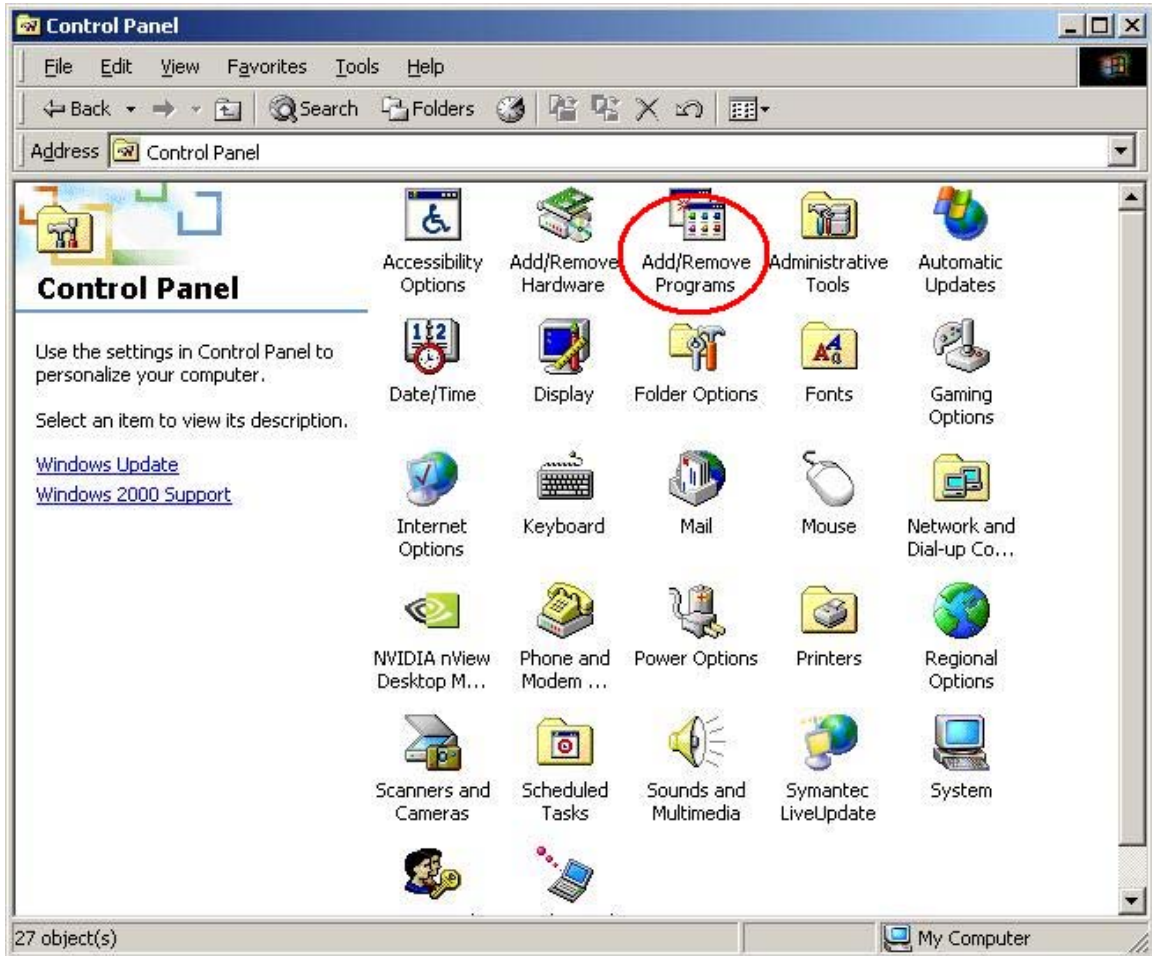 Control Panel
File Edit View Favorites Tools Help
Back Search Folders
Address Control Panel
Control Panel
Use the settings in Control Panel to
personalize your computer.
Select an item to view its description.
Windows Update
Windows 2000 Support
Accessibility
Options
Add/Remove
Hardware
Add/Remove
Programs
Administrative
Tools
Automatic
Updates
Date/Time
Display
Folder Options
Fonts
Gaming
Options
Internet
Options
Keyboard
Mail
Mouse
Network and
Dial-up Co...
NVIDIA nView
Desktop M...
Phone and
Modem ...
Power Options
Printers
Regional
Options
Scanners and
Cameras
Scheduled
Tasks
Sounds and
Multimedia
Symantec
LiveUpdate
System
27 object(s)
My Computer